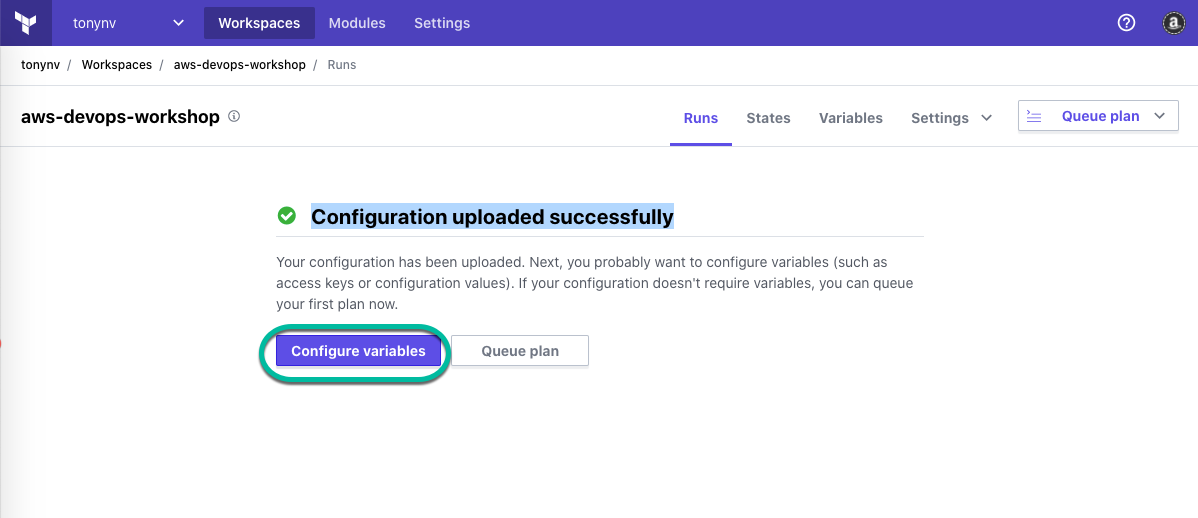 tonynv Workspaces Modules Settings
tonynv / Workspaces / aws-devops-workshop / Runs
aws-devops-workshop Runs States Variables Settings Queue plan
Configuration uploaded successfully
Your configuration has been uploaded. Next, you probably want to configure variables (such as
access keys or configuration values). If your configuration doesn't require variables, you can queue
your first plan now.
Configure variables Queue plan